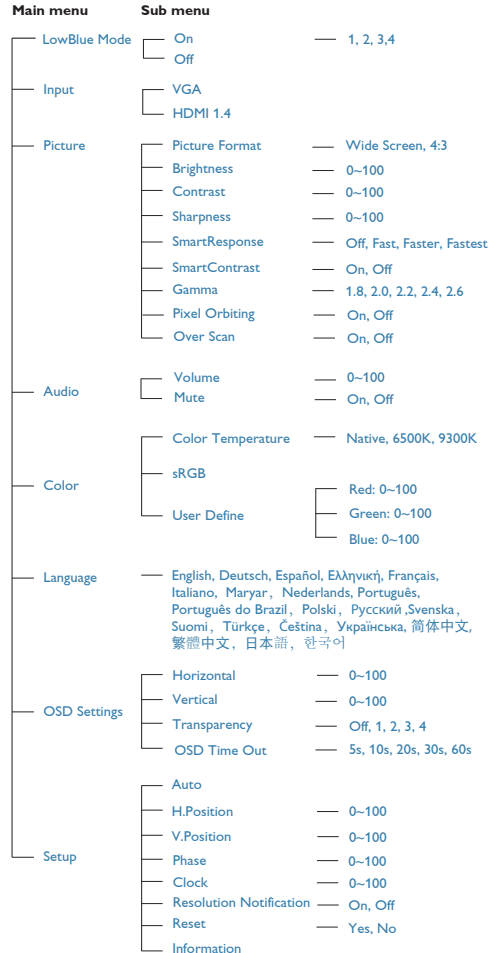 Main menu Sub menu
LowBlue Mode On 1, 2, 3,4
Off
Input VGA
HDMI 1.4
Picture Picture Format Wide Screen, 4:3
Brightness 0~100
Contrast 0~100
Sharpness 0~100
SmartResponse Off, Fast, Faster, Fastest
SmartContrast On, Off
Gamma 1.8, 2.0, 2.2, 2.4, 2.6
Pixel Orbiting On, Off
Over Scan On, Off
Audio Volume 0~100
Mute On, Off
Color Color Temperature Native, 6500K, 9300K
sRGB
User Define Red: 0~100
Green: 0~100
Blue: 0~100
Language English, Deutsch, Español, Ελληνική, Français,
Italiano, Maryar, Nederlands, Português,
Português do Brazil, Polski, Русский ,Svenska,
Suomi, Türkçe, Čeština, Українська, 简体中文,
繁體中文, 日本語, 한국어
OSD Settings Horizontal 0~100
Vertical 0~100
Transparency Off, 1, 2, 3, 4
OSD Time Out 5s, 10s, 20s, 30s, 60s
Setup Auto
H.Position 0~100
V.Position 0~100
Phase 0~100
Clock 0~100
Resolution Notification On, Off
Reset Yes, No
Information